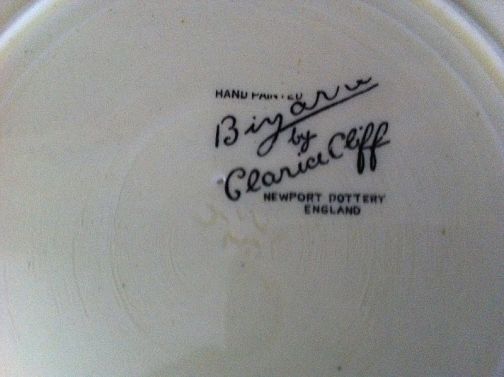 HAND PAINTED
Bizarre
by
Clarice Cliff
NEWPORT POTTERY
ENGLAND